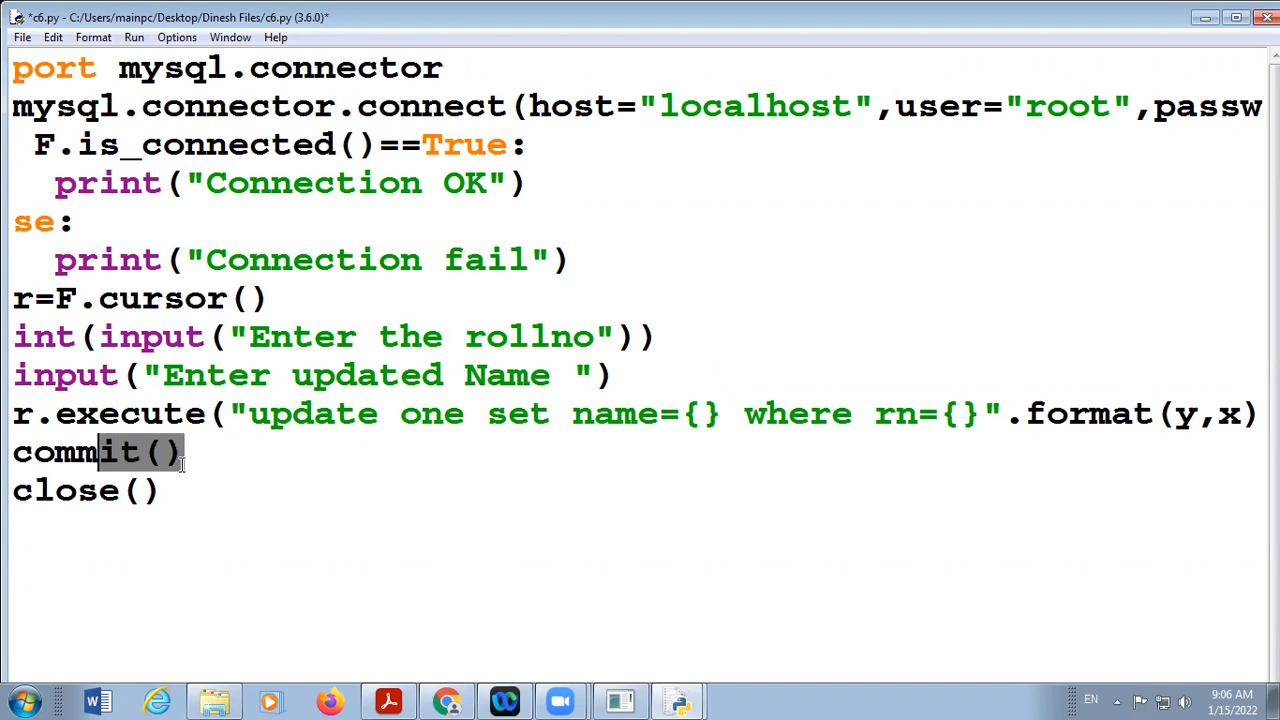 *c6.py - C:/Users/mainpc/Desktop/Dinesh Files/c6.py (3.6.0)*
File Edit Format Run Options Window Help
port mysql.connector
mysql.connector.connect(host="localhost",user="root",passw
F.is_connected()==True:
print("Connection OK")
se:
print("Connection fail")
r=F.cursor()
int(input("Enter the rollno"))
input("Enter updated Name ")
r.execute("update one set name={} where rn={}".format(y,x)
commit()
close()
EN
9:06 AM
1/15/2022